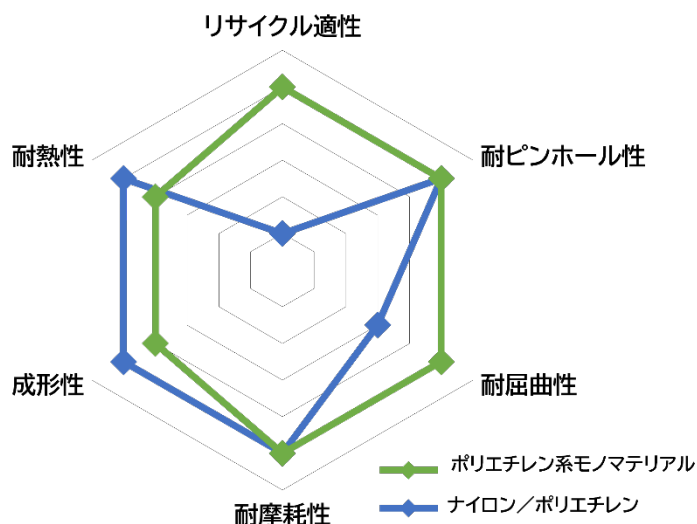 リサイクル適性
耐熱性
耐ピンホール性
成形性
耐屈曲性
耐摩耗性
ポリエチレン系モノマテリアル
ナイロン／ポリエチレン